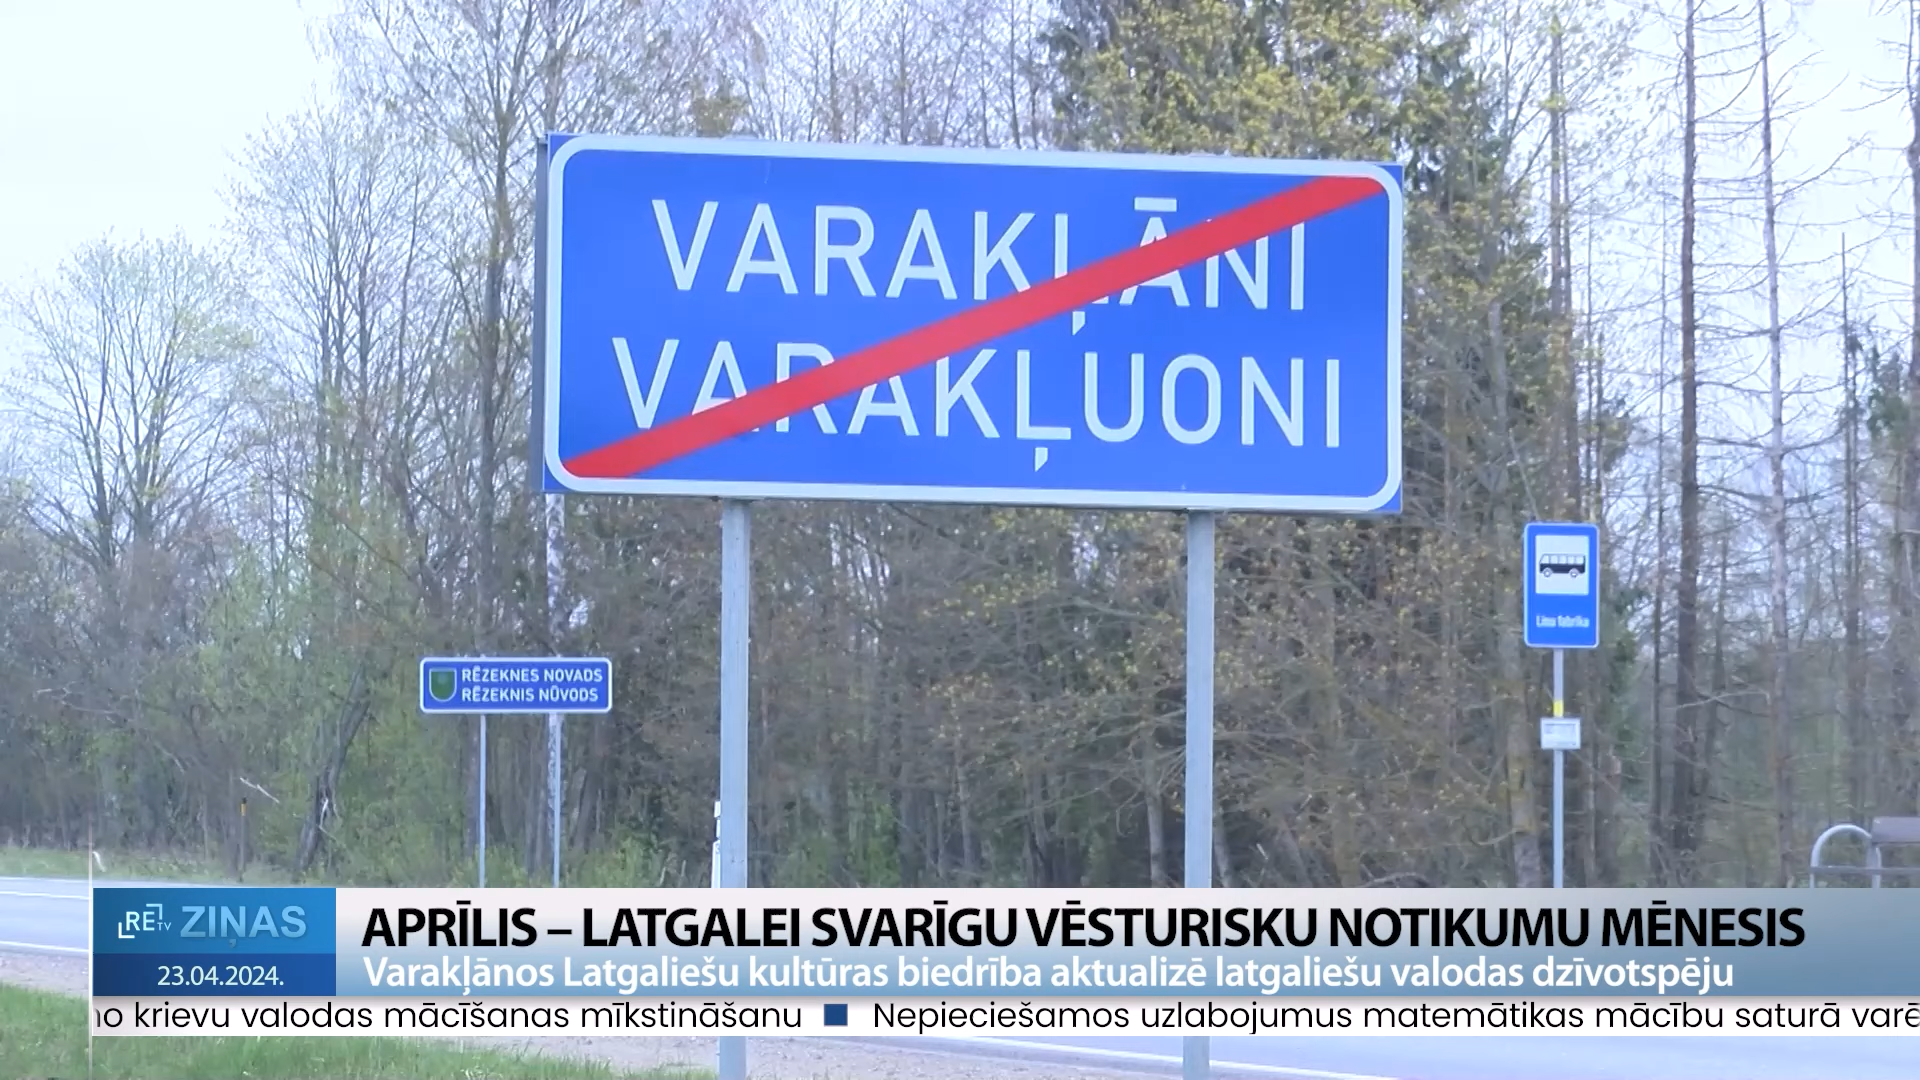 VARAKĻĀNI
VARAKĻUONI
RĒZEKNES NOVADS
RĒZEKNIS NŪVODS
Linu fabrika
RE TV ZIŅAS
23.04.2024.
APRĪLIS – LATGALEI SVARĪGU VĒSTURISKU NOTIKUMU MĒNESIS
Varakļānos Latgaliešu kultūras biedrība aktualizē latgaliešu valodas dzīvotspēju
krievu valodas mācīšanas mīkstināšanu ■ Nepieciešamos uzlabojumus matemātikas mācību saturā